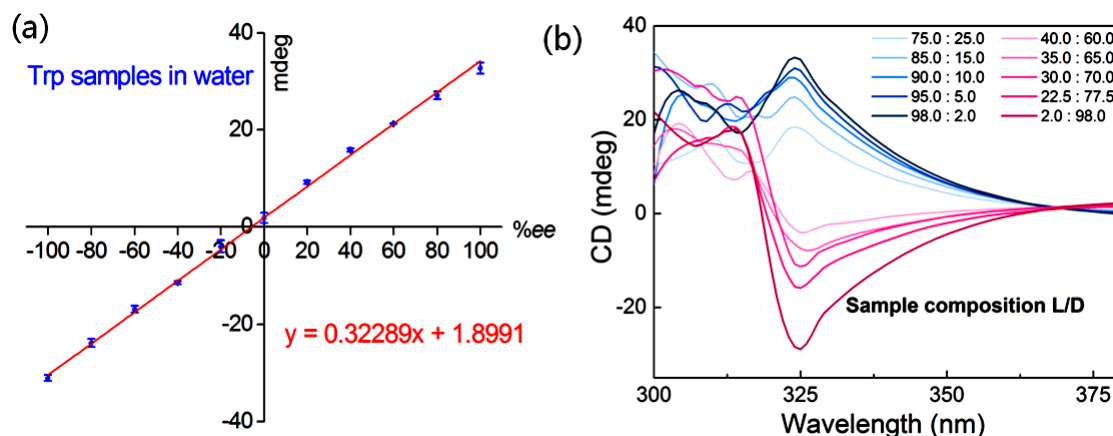 (a)
Trp samples in water
mdeg
40
20
0
-20
-40
-100 -80 -60 -40 -20 0 20 40 60 80 100
%ee
y = 0.32289x + 1.8991
(b)
CD (mdeg)
40
20
0
-20
75.0 : 25.0
85.0 : 15.0
90.0 : 10.0
95.0 : 5.0
98.0 : 2.0
40.0 : 60.0
35.0 : 65.0
30.0 : 70.0
22.5 : 77.5
2.0 : 98.0
Sample composition L/D
300 325 350 375
Wavelength (nm)